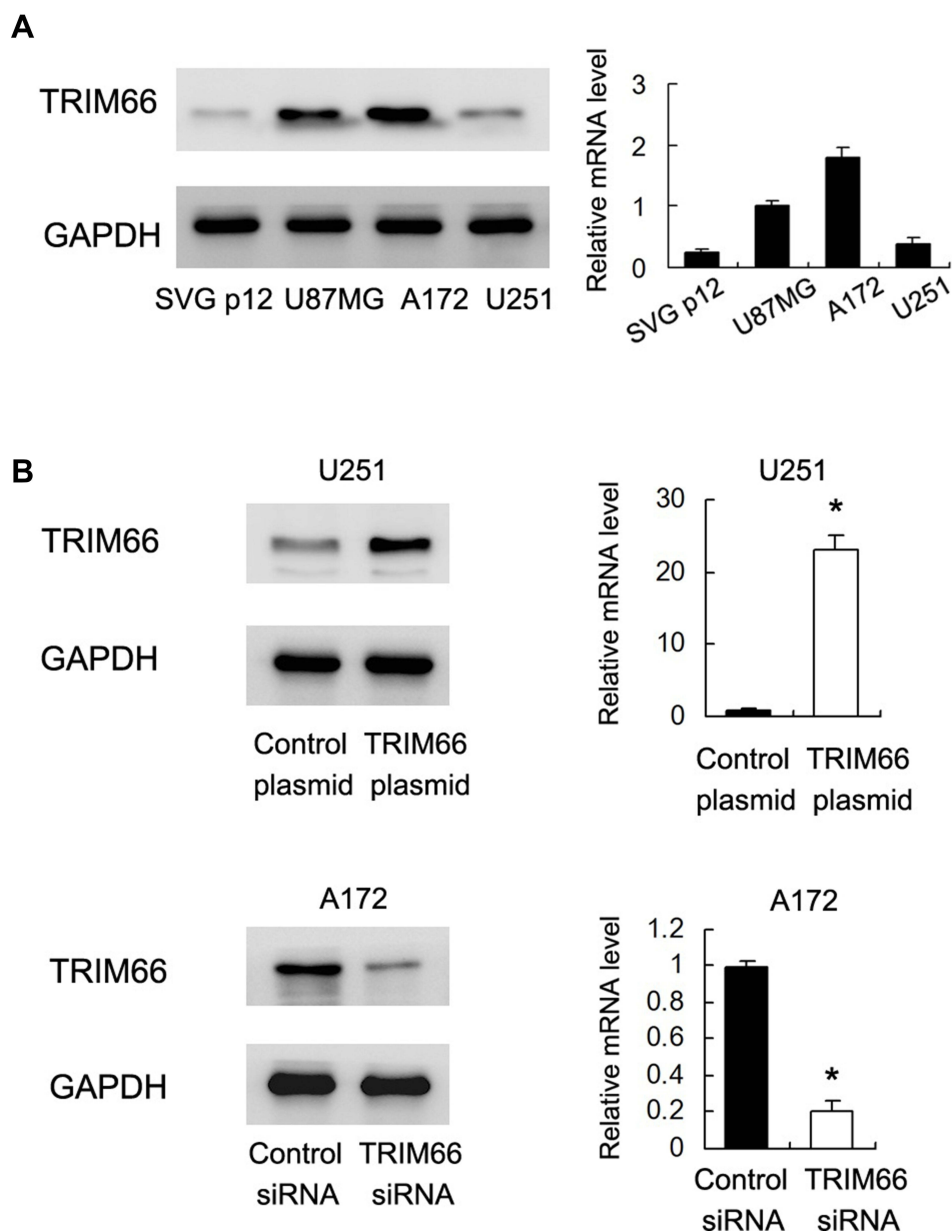 A
TRIM66
GAPDH
SVG p12 U87MG A172 U251
Relative mRNA level
3
2
1
0
SVG p12
U87MG
A172
U251
B
U251
TRIM66
GAPDH
Control TRIM66
plasmid plasmid
U251
Relative mRNA level
30
20
10
0
*
Control TRIM66
plasmid plasmid
A172
TRIM66
GAPDH
Control TRIM66
siRNA siRNA
A172
Relative mRNA level
1.2
1
0.8
0.6
0.4
0.2
0
*
Control TRIM66
siRNA siRNA